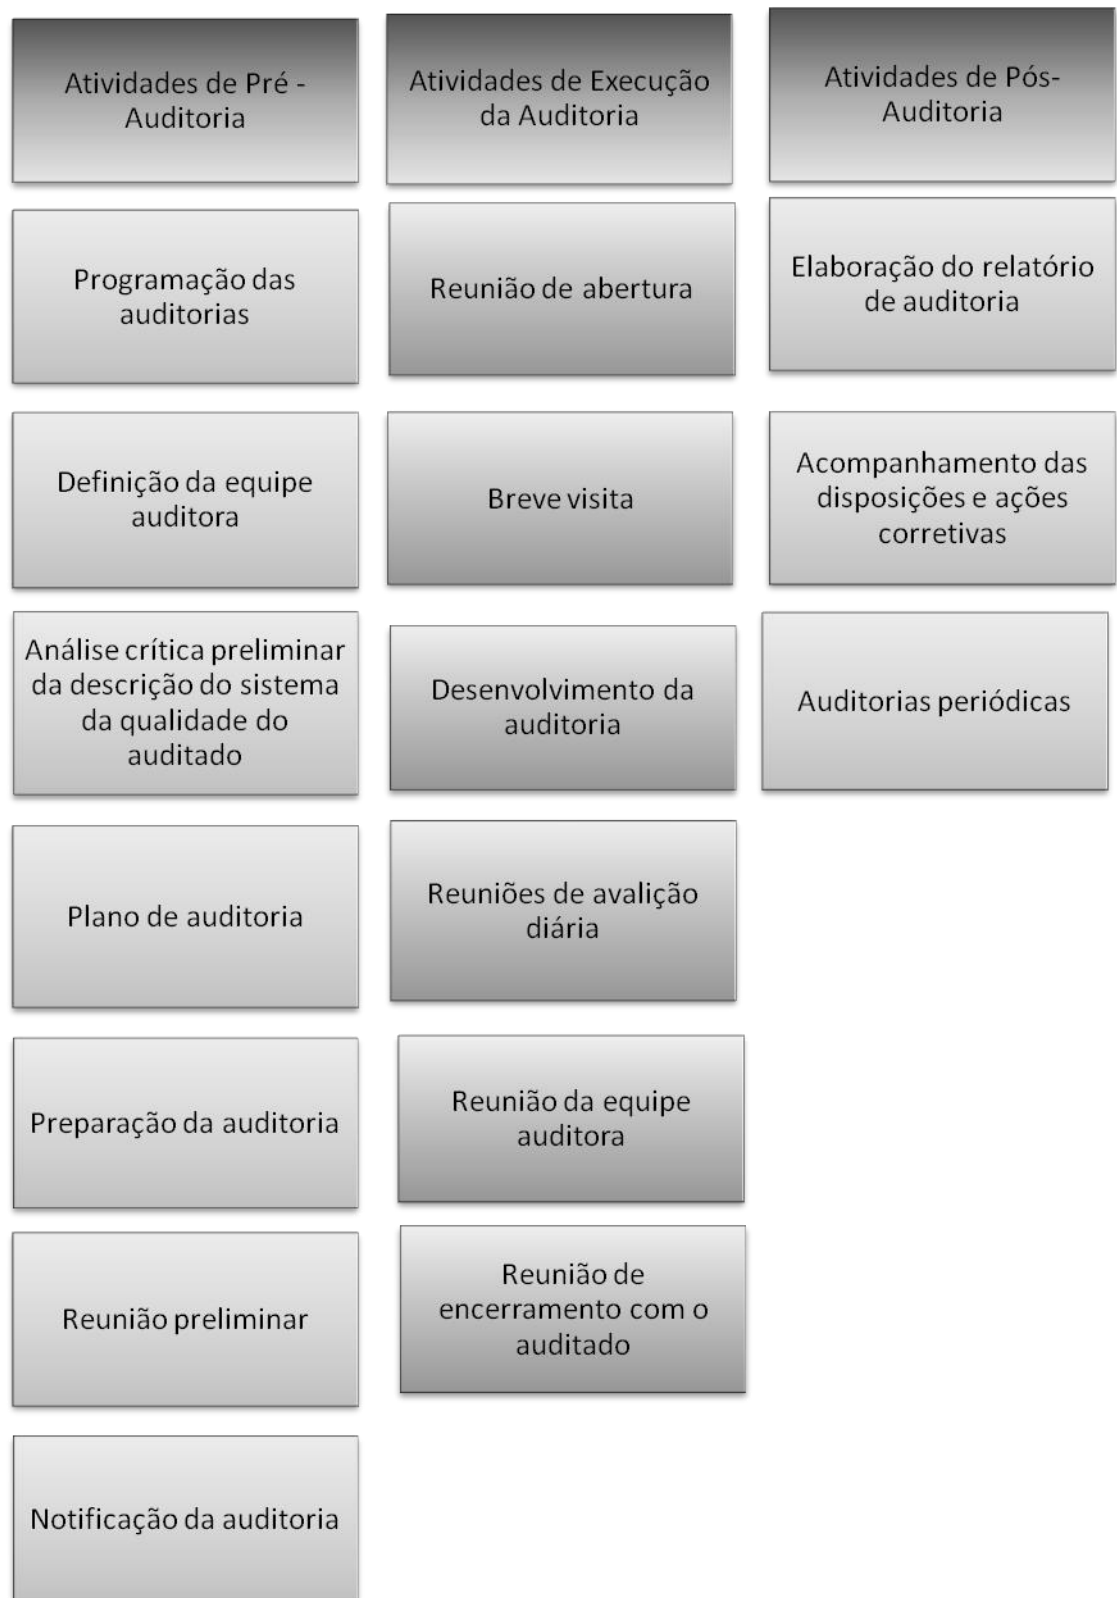 Atividades de Pré -
Auditoria
Programação das
auditorias
Definição da equipe
auditora
Análise crítica preliminar
da descrição do sistema
da qualidade do
auditado
Plano de auditoria
Preparação da auditoria
Reunião preliminar
Notificação da auditoria
Atividades de Execução
da Auditoria
Reunião de abertura
Breve visita
Desenvolvimento da
auditoria
Reuniões de avalição
diária
Reunião da equipe
auditora
Reunião de
encerramento com o
auditado
Atividades de Pós-
Auditoria
Elaboração do relatório
de auditoria
Acompanhamento das
disposições e ações
corretivas
Auditorias periódicas